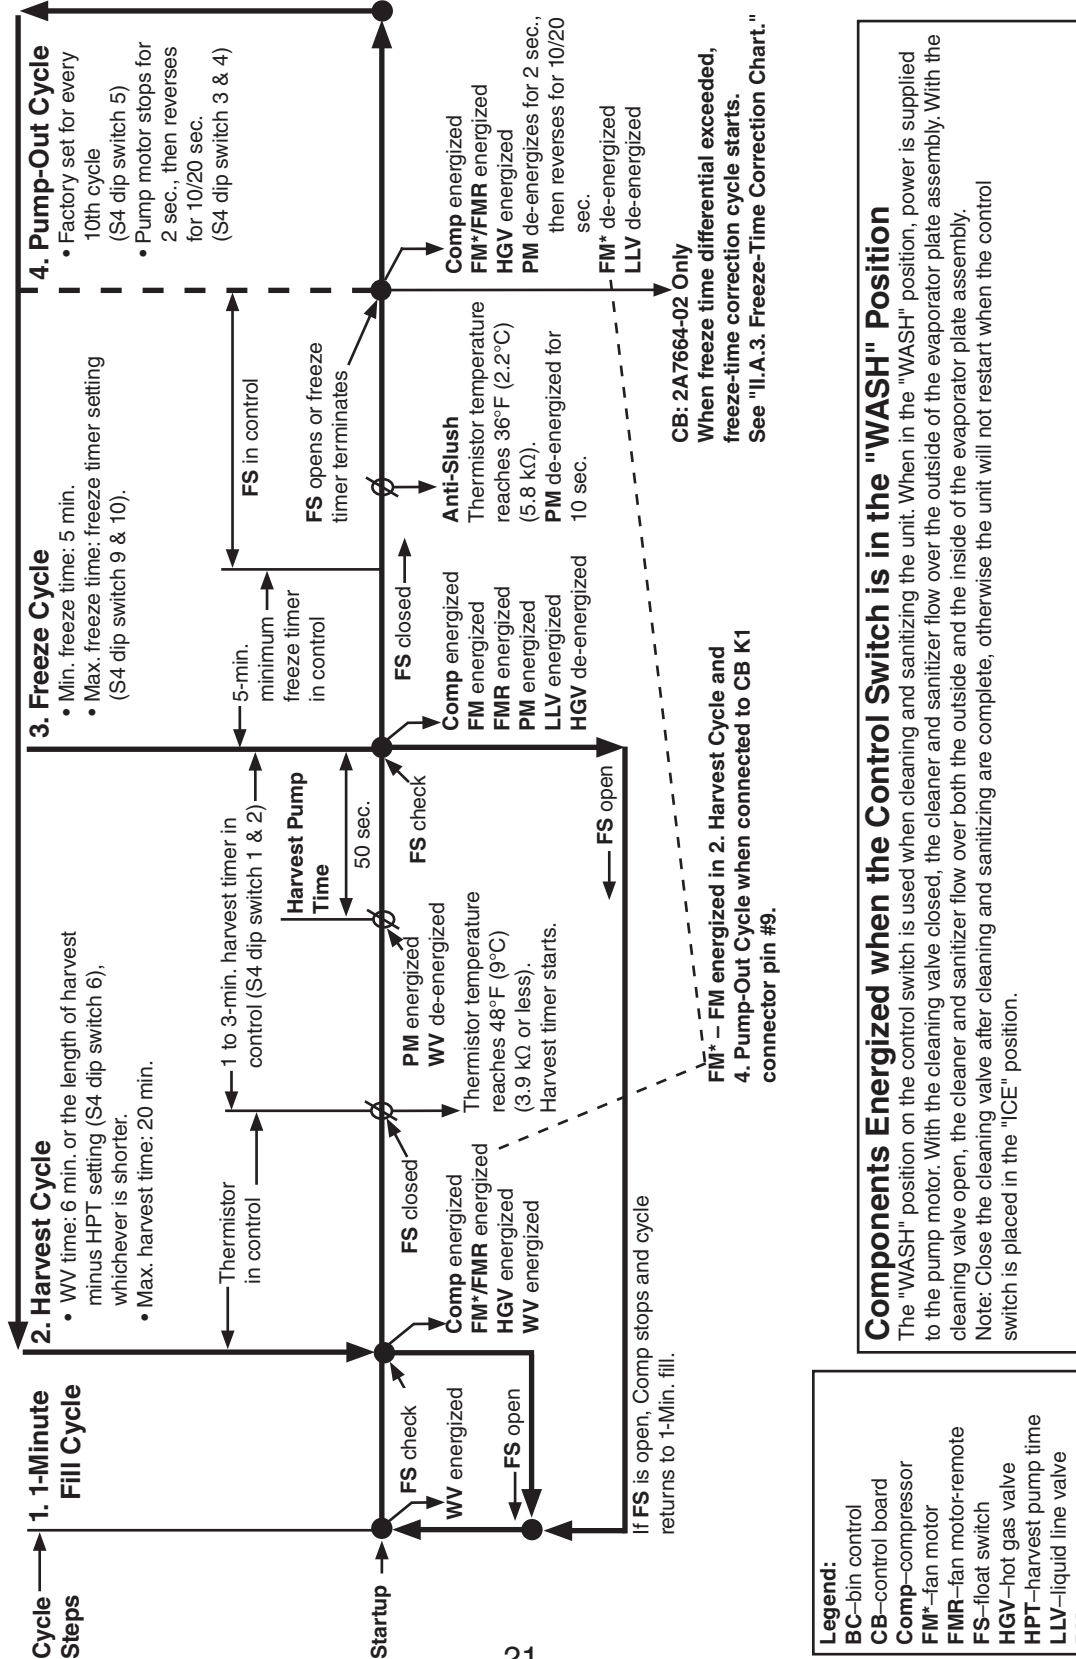 Cycle
Steps
1. 1-Minute
Fill Cycle
2. Harvest Cycle
• WV time: 6 min. or the length of harvest
minus HPT setting (S4 dip switch 6),
whichever is shorter.
• Max. harvest time: 20 min.
3. Freeze Cycle
• Min. freeze time: 5 min.
• Max. freeze time: freeze timer setting
(S4 dip switch 9 & 10).
4. Pump-Out Cycle
• Factory set for every
10th cycle
(S4 dip switch 5)
• Pump motor stops for
2 sec., then reverses
for 10/20 sec.
(S4 dip switch 3 & 4)
Thermistor
in control
1 to 3-min. harvest timer in
control (S4 dip switch 1 & 2)
Harvest Pump
Time
50 sec.
5-min.
minimum
freeze timer
in control
FS in control
FS opens or freeze
timer terminates
Startup
FS check
WV energized
FS open
FS closed
Comp energized
FM*/FMR energized
HGV energized
WV energized
PM energized
WV de-energized
Thermistor temperature
reaches 48°F (9°C)
(3.9 kΩ or less).
Harvest timer starts.
FS check
FS open
FS closed
Comp energized
FM energized
FMR energized
PM energized
LLV energized
HGV de-energized
Anti-Slush
Thermistor temperature
reaches 36°F (2.2°C)
(5.8 kΩ).
PM de-energized for
10 sec.
Comp energized
FM*/FMR energized
HGV energized
PM de-energizes for 2 sec.,
then reverses for 10/20
sec.
FM* de-energized
LLV de-energized
If FS is open, Comp stops and cycle
returns to 1-Min. fill.
FM* – FM energized in 2. Harvest Cycle and
4. Pump-Out Cycle when connected to CB K1
connector pin #9.
CB: 2A7664-02 Only
When freeze time differential exceeded,
freeze-time correction cycle starts.
See "II.A.3. Freeze-Time Correction Chart."
21
Legend:
BC–bin control
CB–control board
Comp–compressor
FM*–fan motor
FMR–fan motor-remote
FS–float switch
HGV–hot gas valve
HPT–harvest pump time
LLV–liquid line valve
Components Energized when the Control Switch is in the "WASH" Position
The "WASH" position on the control switch is used when cleaning and sanitizing the unit. When in the "WASH" position, power is supplied
to the pump motor. With the cleaning valve closed, the cleaner and sanitizer flow over the outside of the evaporator plate assembly. With the
cleaning valve open, the cleaner and sanitizer flow over both the outside and the inside of the evaporator plate assembly.
Note: Close the cleaning valve after cleaning and sanitizing are complete, otherwise the unit will not restart when the control
switch is placed in the "ICE" position.